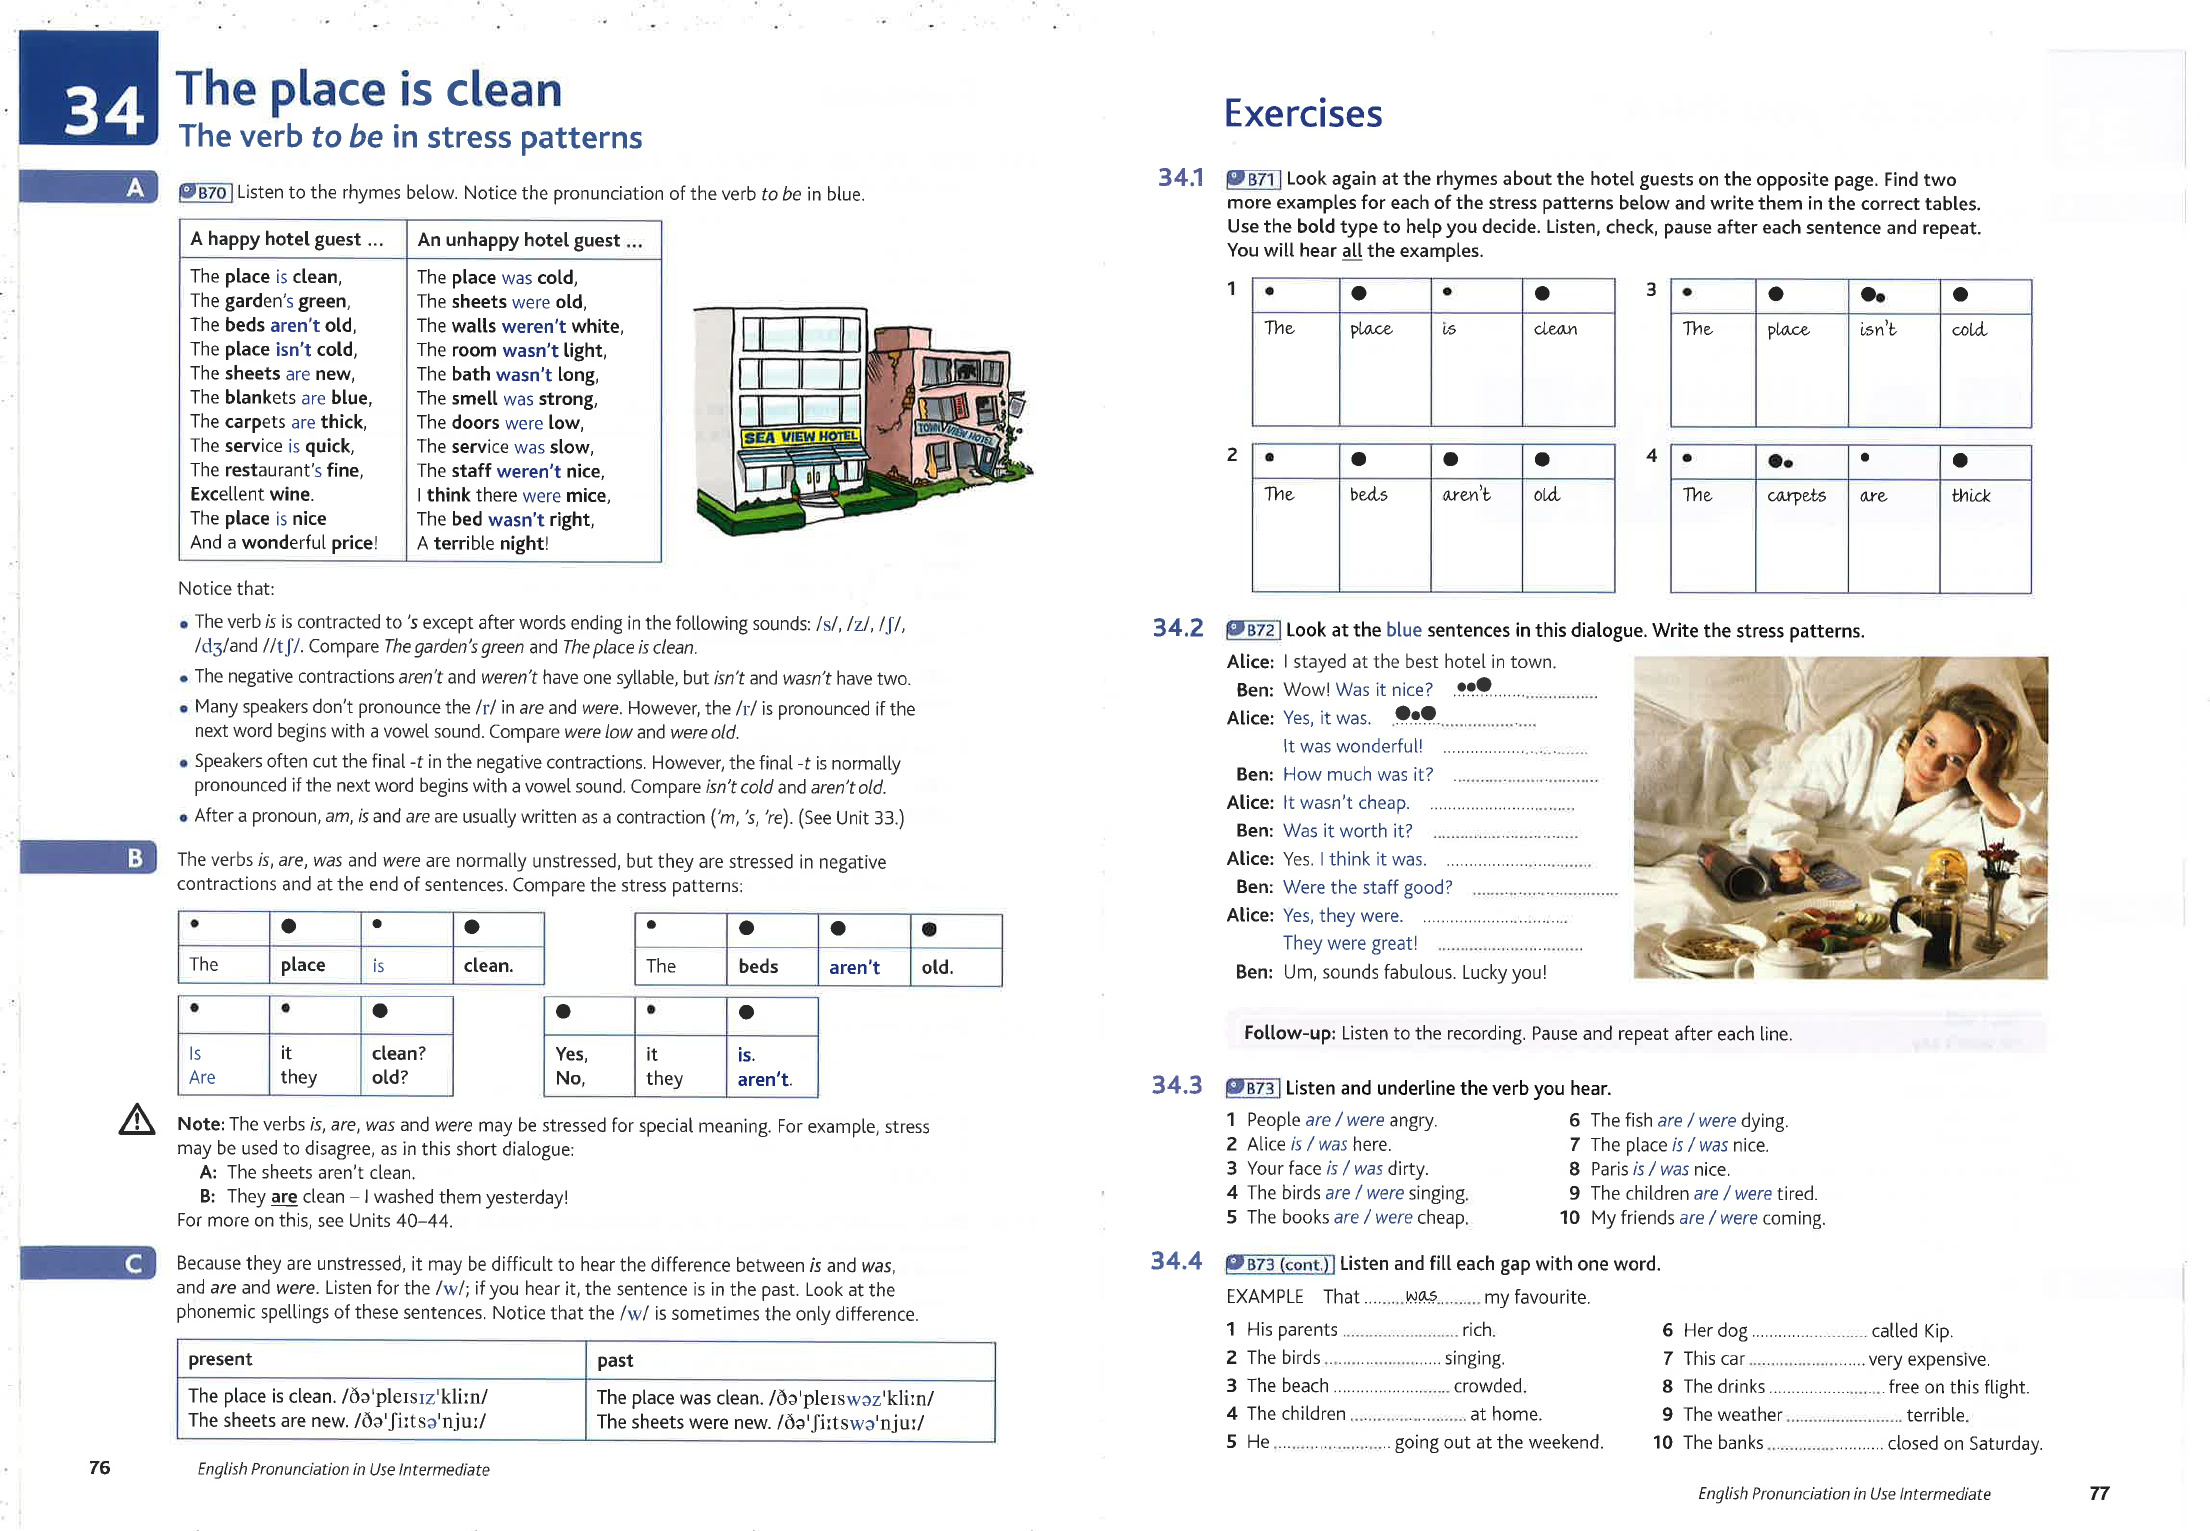 34
The place is clean
The verb to be in stress patterns
A
B70 Listen to the rhymes below. Notice the pronunciation of the verb to be in blue.
A happy hotel guest ...
The place is clean,
The garden's green,
The beds aren't old,
The place isn't cold,
The sheets are new,
The blankets are blue,
The carpets are thick,
The service is quick,
The restaurant's fine,
Excellent wine.
The place is nice
And a wonderful price!
An unhappy hotel guest ...
The place was cold,
The sheets were old,
The walls weren't white,
The room wasn't light,
The bath wasn't long,
The smell was strong,
The doors were low,
The service was slow,
The staff weren't nice,
I think there were mice,
The bed wasn't right,
A terrible night!
SEA VIEW HOTEL
TOWN VIEW HOTEL
Notice that:
• The verb is is contracted to 's except after words ending in the following sounds: /s/, /z/, /ʃ/,
/dʒ/and //tʃ/. Compare The garden's green and The place is clean.
• The negative contractions aren't and weren't have one syllable, but isn't and wasn't have two.
• Many speakers don't pronounce the /r/ in are and were. However, the /r/ is pronounced if the
next word begins with a vowel sound. Compare were low and were old.
• Speakers often cut the final -t in the negative contractions. However, the final -t is normally
pronounced if the next word begins with a vowel sound. Compare isn't cold and aren't old.
• After a pronoun, am, is and are are usually written as a contraction ('m, 's, 're). (See Unit 33.)
B
The verbs is, are, was and were are normally unstressed, but they are stressed in negative
contractions and at the end of sentences. Compare the stress patterns:
The place is clean.
The beds aren't old.
Is it clean?
Are they old?
Yes, it is.
No, they aren't.
Note: The verbs is, are, was and were may be stressed for special meaning. For example, stress
may be used to disagree, as in this short dialogue:
A: The sheets aren't clean.
B: They are clean – I washed them yesterday!
For more on this, see Units 40–44.
C
Because they are unstressed, it may be difficult to hear the difference between is and was,
and are and were. Listen for the /w/; if you hear it, the sentence is in the past. Look at the
phonemic spellings of these sentences. Notice that the /w/ is sometimes the only difference.
present
The place is clean. /ðəˈpleɪsɪzˈkliːn/
The sheets are new. /ðəˈʃiːtsəˈnjuː/
past
The place was clean. /ðəˈpleɪswəzˈkliːn/
The sheets were new. /ðəˈʃiːtswəˈnjuː/
76 English Pronunciation in Use Intermediate
Exercises
34.1 B71 Look again at the rhymes about the hotel guests on the opposite page. Find two
more examples for each of the stress patterns below and write them in the correct tables.
Use the bold type to help you decide. Listen, check, pause after each sentence and repeat.
You will hear all the examples.
1
The place is clean
2
The beds aren't old
3
The place isn't cold
4
The carpets are thick
34.2 B72 Look at the blue sentences in this dialogue. Write the stress patterns.
Alice: I stayed at the best hotel in town.
Ben: Wow! Was it nice? ●●● ..............................
Alice: Yes, it was. ●●● ..............................
It was wonderful! ..............................
Ben: How much was it? ..............................
Alice: It wasn't cheap. ..............................
Ben: Was it worth it? ..............................
Alice: Yes. I think it was. ..............................
Ben: Were the staff good? ..............................
Alice: Yes, they were. ..............................
They were great! ..............................
Ben: Um, sounds fabulous. Lucky you!
Follow-up: Listen to the recording. Pause and repeat after each line.
34.3 B73 Listen and underline the verb you hear.
1 People are / were angry.
2 Alice is / was here.
3 Your face is / was dirty.
4 The birds are / were singing.
5 The books are / were cheap.
6 The fish are / were dying.
7 The place is / was nice.
8 Paris is / was nice.
9 The children are / were tired.
10 My friends are / were coming.
34.4 B73 (cont.) Listen and fill each gap with one word.
EXAMPLE That .........was.......... my favourite.
1 His parents ......................... rich.
2 The birds ......................... singing.
3 The beach ......................... crowded.
4 The children ......................... at home.
5 He ......................... going out at the weekend.
6 Her dog ......................... called Kip.
7 This car ......................... very expensive.
8 The drinks ......................... free on this flight.
9 The weather ......................... terrible.
10 The banks ......................... closed on Saturday.
English Pronunciation in Use Intermediate 77